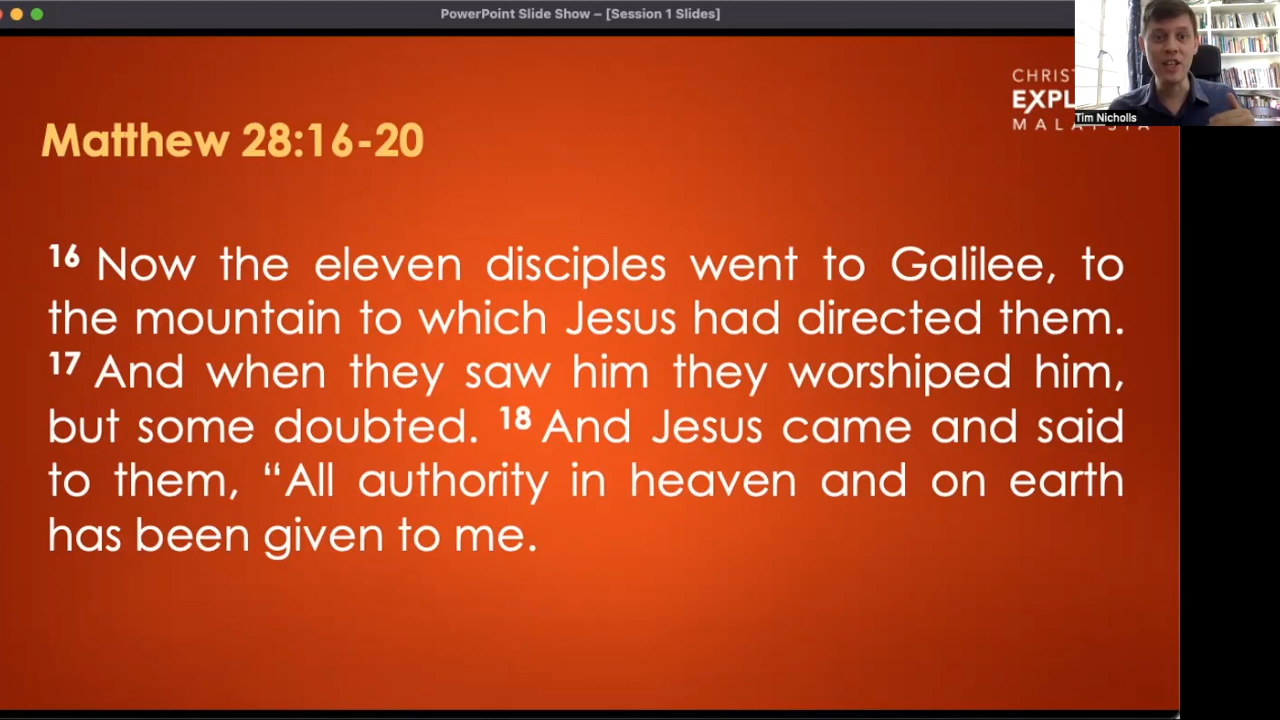 PowerPoint Slide Show – [Session 1 Slides]
Tim Nicholls
Matthew 28:16-20
16 Now the eleven disciples went to Galilee, to
the mountain to which Jesus had directed them.
17 And when they saw him they worshiped him,
but some doubted. 18 And Jesus came and said
to them, “All authority in heaven and on earth
has been given to me.